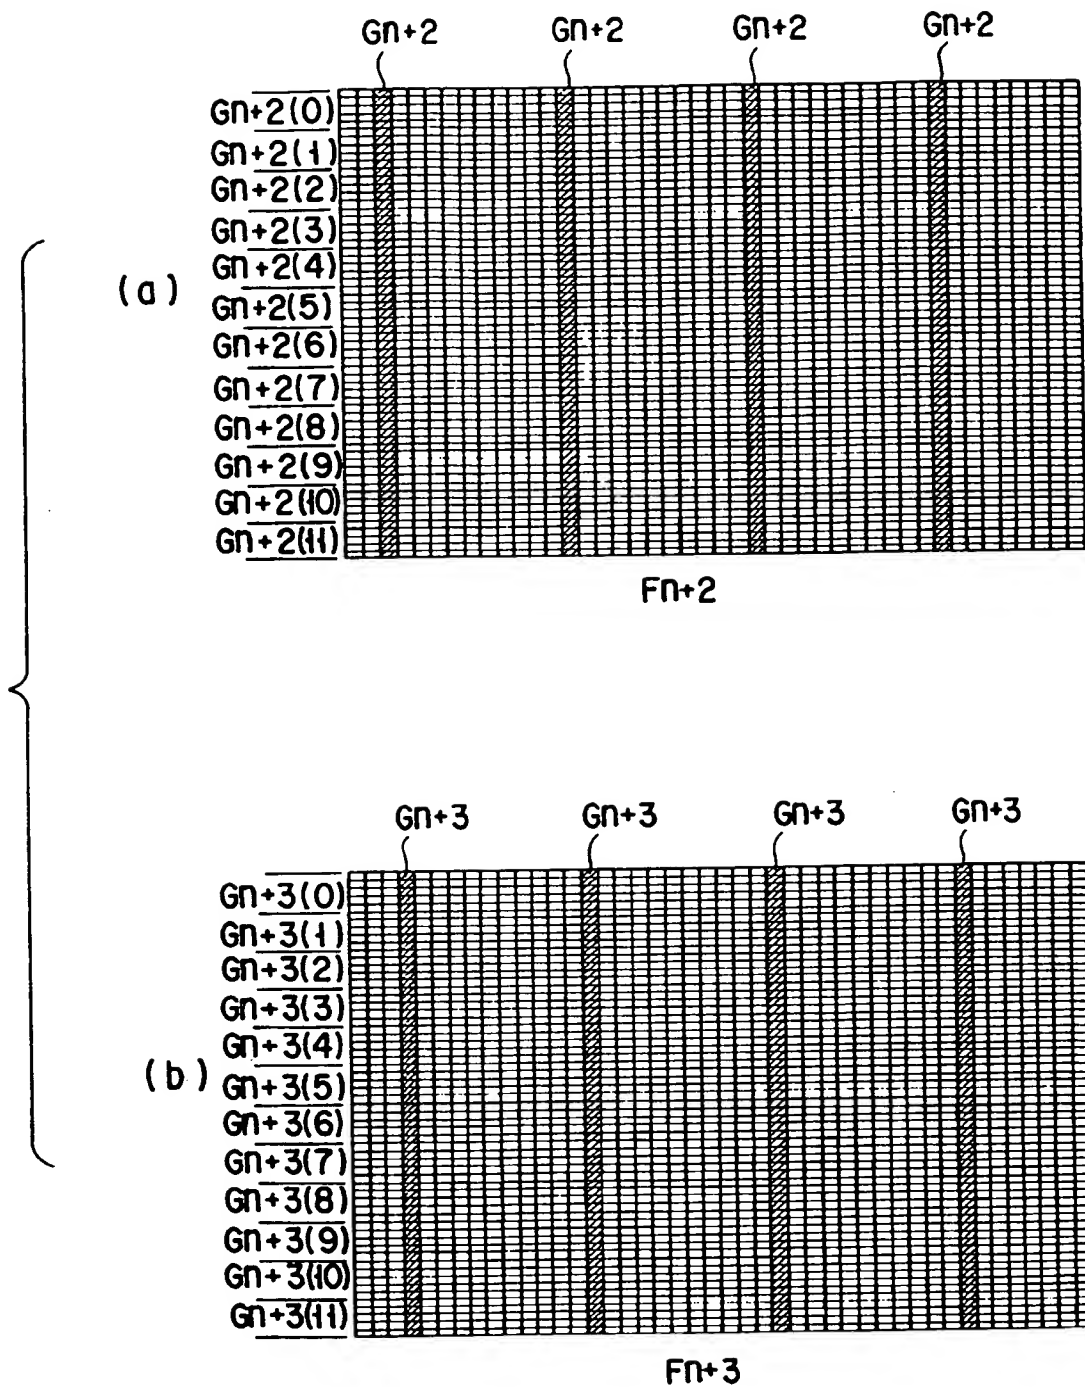 Gn+2 Gn+2 Gn+2 Gn+2
Gn+2(0)
Gn+2(1)
Gn+2(2)
Gn+2(3)
Gn+2(4)
(a)
Gn+2(5)
Gn+2(6)
Gn+2(7)
Gn+2(8)
Gn+2(9)
Gn+2(10)
Gn+2(11)
Fn+2
Gn+3 Gn+3 Gn+3 Gn+3
Gn+3(0)
Gn+3(1)
Gn+3(2)
Gn+3(3)
Gn+3(4)
(b)
Gn+3(5)
Gn+3(6)
Gn+3(7)
Gn+3(8)
Gn+3(9)
Gn+3(10)
Gn+3(11)
Fn+3